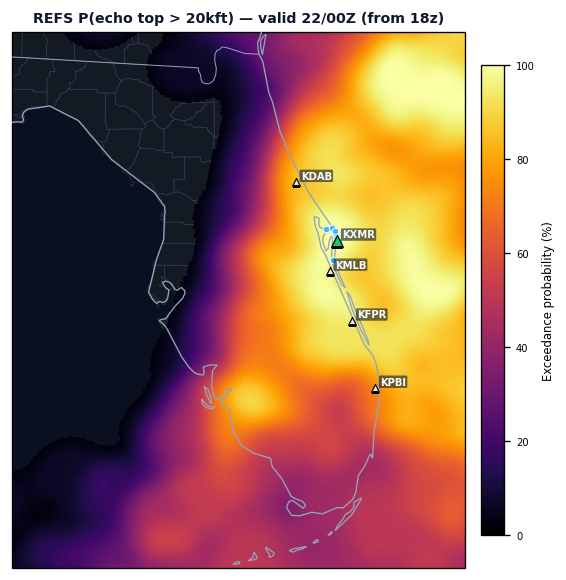 REFS P(echo top > 20kft) — valid 22/00Z (from 18z)
KDAB
KXMR
KMLB
KFPR
KPBI
100
80
60
40
20
0
Exceedance probability (%)